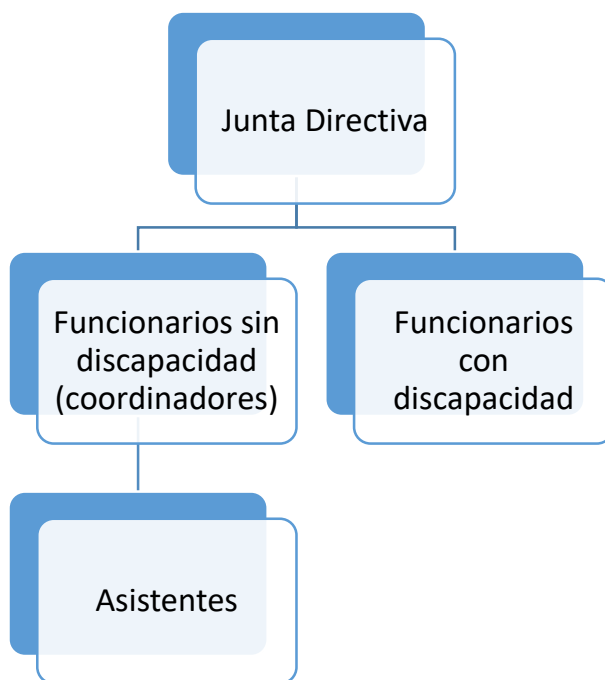 Junta Directiva
Funcionarios sin
discapacidad
(coordinadores)
Funcionarios
con
discapacidad
Asistentes